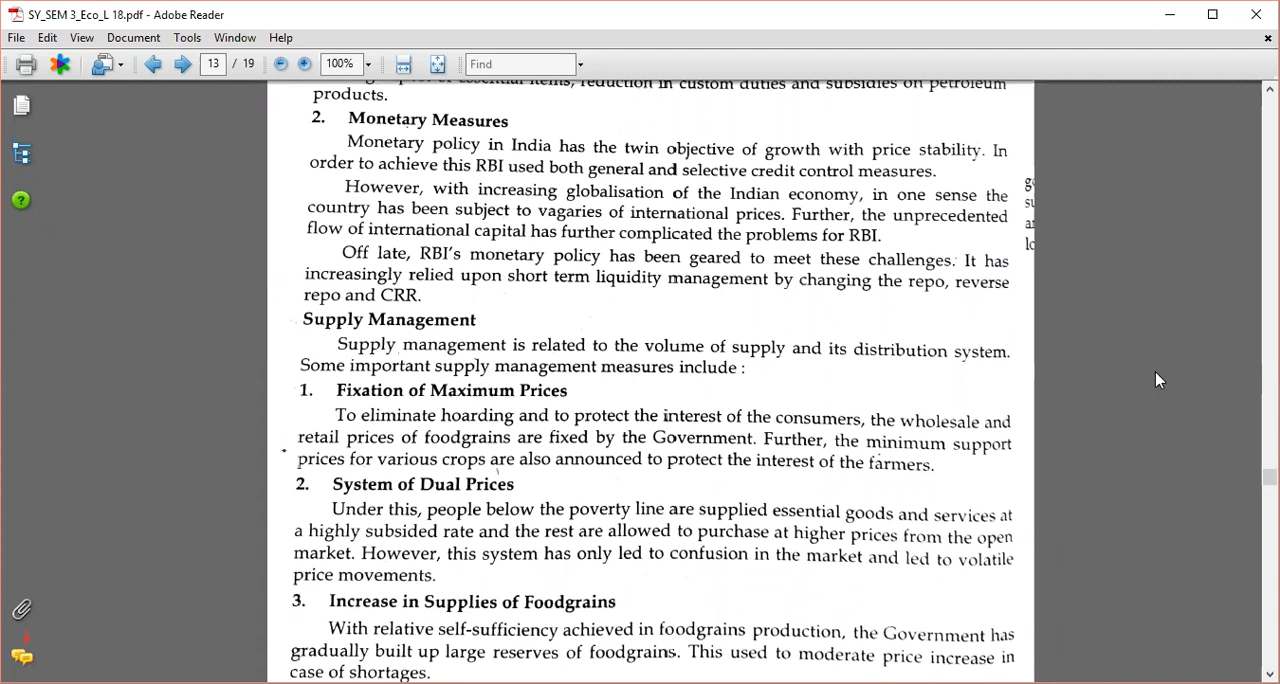 SY_SEM 3_Eco_L 18.pdf - Adobe Reader
File Edit View Document Tools Window Help
13 / 19 100% Find
essential items, reduction in custom duties and subsidies on petroleum
products.
2. Monetary Measures
Monetary policy in India has the twin objective of growth with price stability. In
order to achieve this RBI used both general and selective credit control measures.
However, with increasing globalisation of the Indian economy, in one sense the
country has been subject to vagaries of international prices. Further, the unprecedented
flow of international capital has further complicated the problems for RBI.
Off late, RBI's monetary policy has been geared to meet these challenges. It has
increasingly relied upon short term liquidity management by changing the repo, reverse
repo and CRR.
Supply Management
Supply management is related to the volume of supply and its distribution system.
Some important supply management measures include :
1. Fixation of Maximum Prices
To eliminate hoarding and to protect the interest of the consumers, the wholesale and
retail prices of foodgrains are fixed by the Government. Further, the minimum support
prices for various crops are also announced to protect the interest of the farmers.
2. System of Dual Prices
Under this, people below the poverty line are supplied essential goods and services at
a highly subsided rate and the rest are allowed to purchase at higher prices from the open
market. However, this system has only led to confusion in the market and led to volatile
price movements.
3. Increase in Supplies of Foodgrains
With relative self-sufficiency achieved in foodgrains production, the Government has
gradually built up large reserves of foodgrains. This used to moderate price increase in
case of shortages.